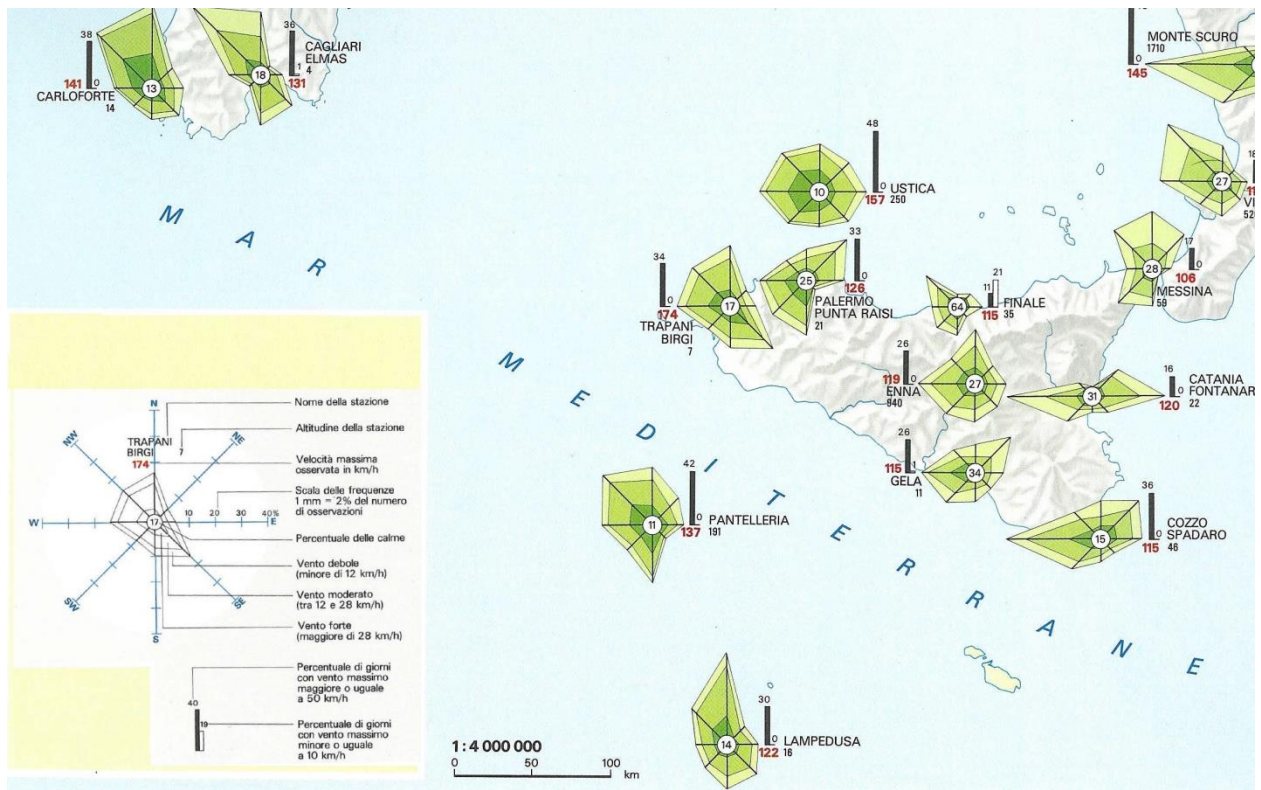 38
141
0
CARLOFORTE
14
13
36
1
CAGLIARI
ELMAS
4
131
18
MONTE SCURO
1710
0
145
48
0
USTICA
157
250
10
27
18
0
34
0
174
TRAPANI
BIRGI
7
17
33
0
126
PALERMO
PUNTA RAISI
21
25
11
21
115
FINALE
35
64
17
0
106
MESSINA
59
28
26
119
0
ENNA
940
27
16
0
CATANIA
120
22
31
26
1
115
GELA
11
34
36
0
COZZO
SPADARO
115
46
15
42
0
PANTELLERIA
137
191
11
30
0
LAMPEDUSA
122
16
14
MAR
MEDITERRANE
1:4 000 000
0 50 100
km
N
NE
E
SE
S
SW
W
NW
TRAPANI
BIRGI
7
174
17
10 20 30 40%
Nome della stazione
Altitudine della stazione
Velocità massima
osservata in km/h
Scala delle frequenze
1 mm = 2% del numero
di osservazioni
Percentuale delle calme
Vento debole
(minore di 12 km/h)
Vento moderato
(tra 12 e 28 km/h)
Vento forte
(maggiore di 28 km/h)
Percentuale di giorni
con vento massimo
maggiore o uguale
a 50 km/h
40
19
Percentuale di giorni
con vento massimo
minore o uguale
a 10 km/h